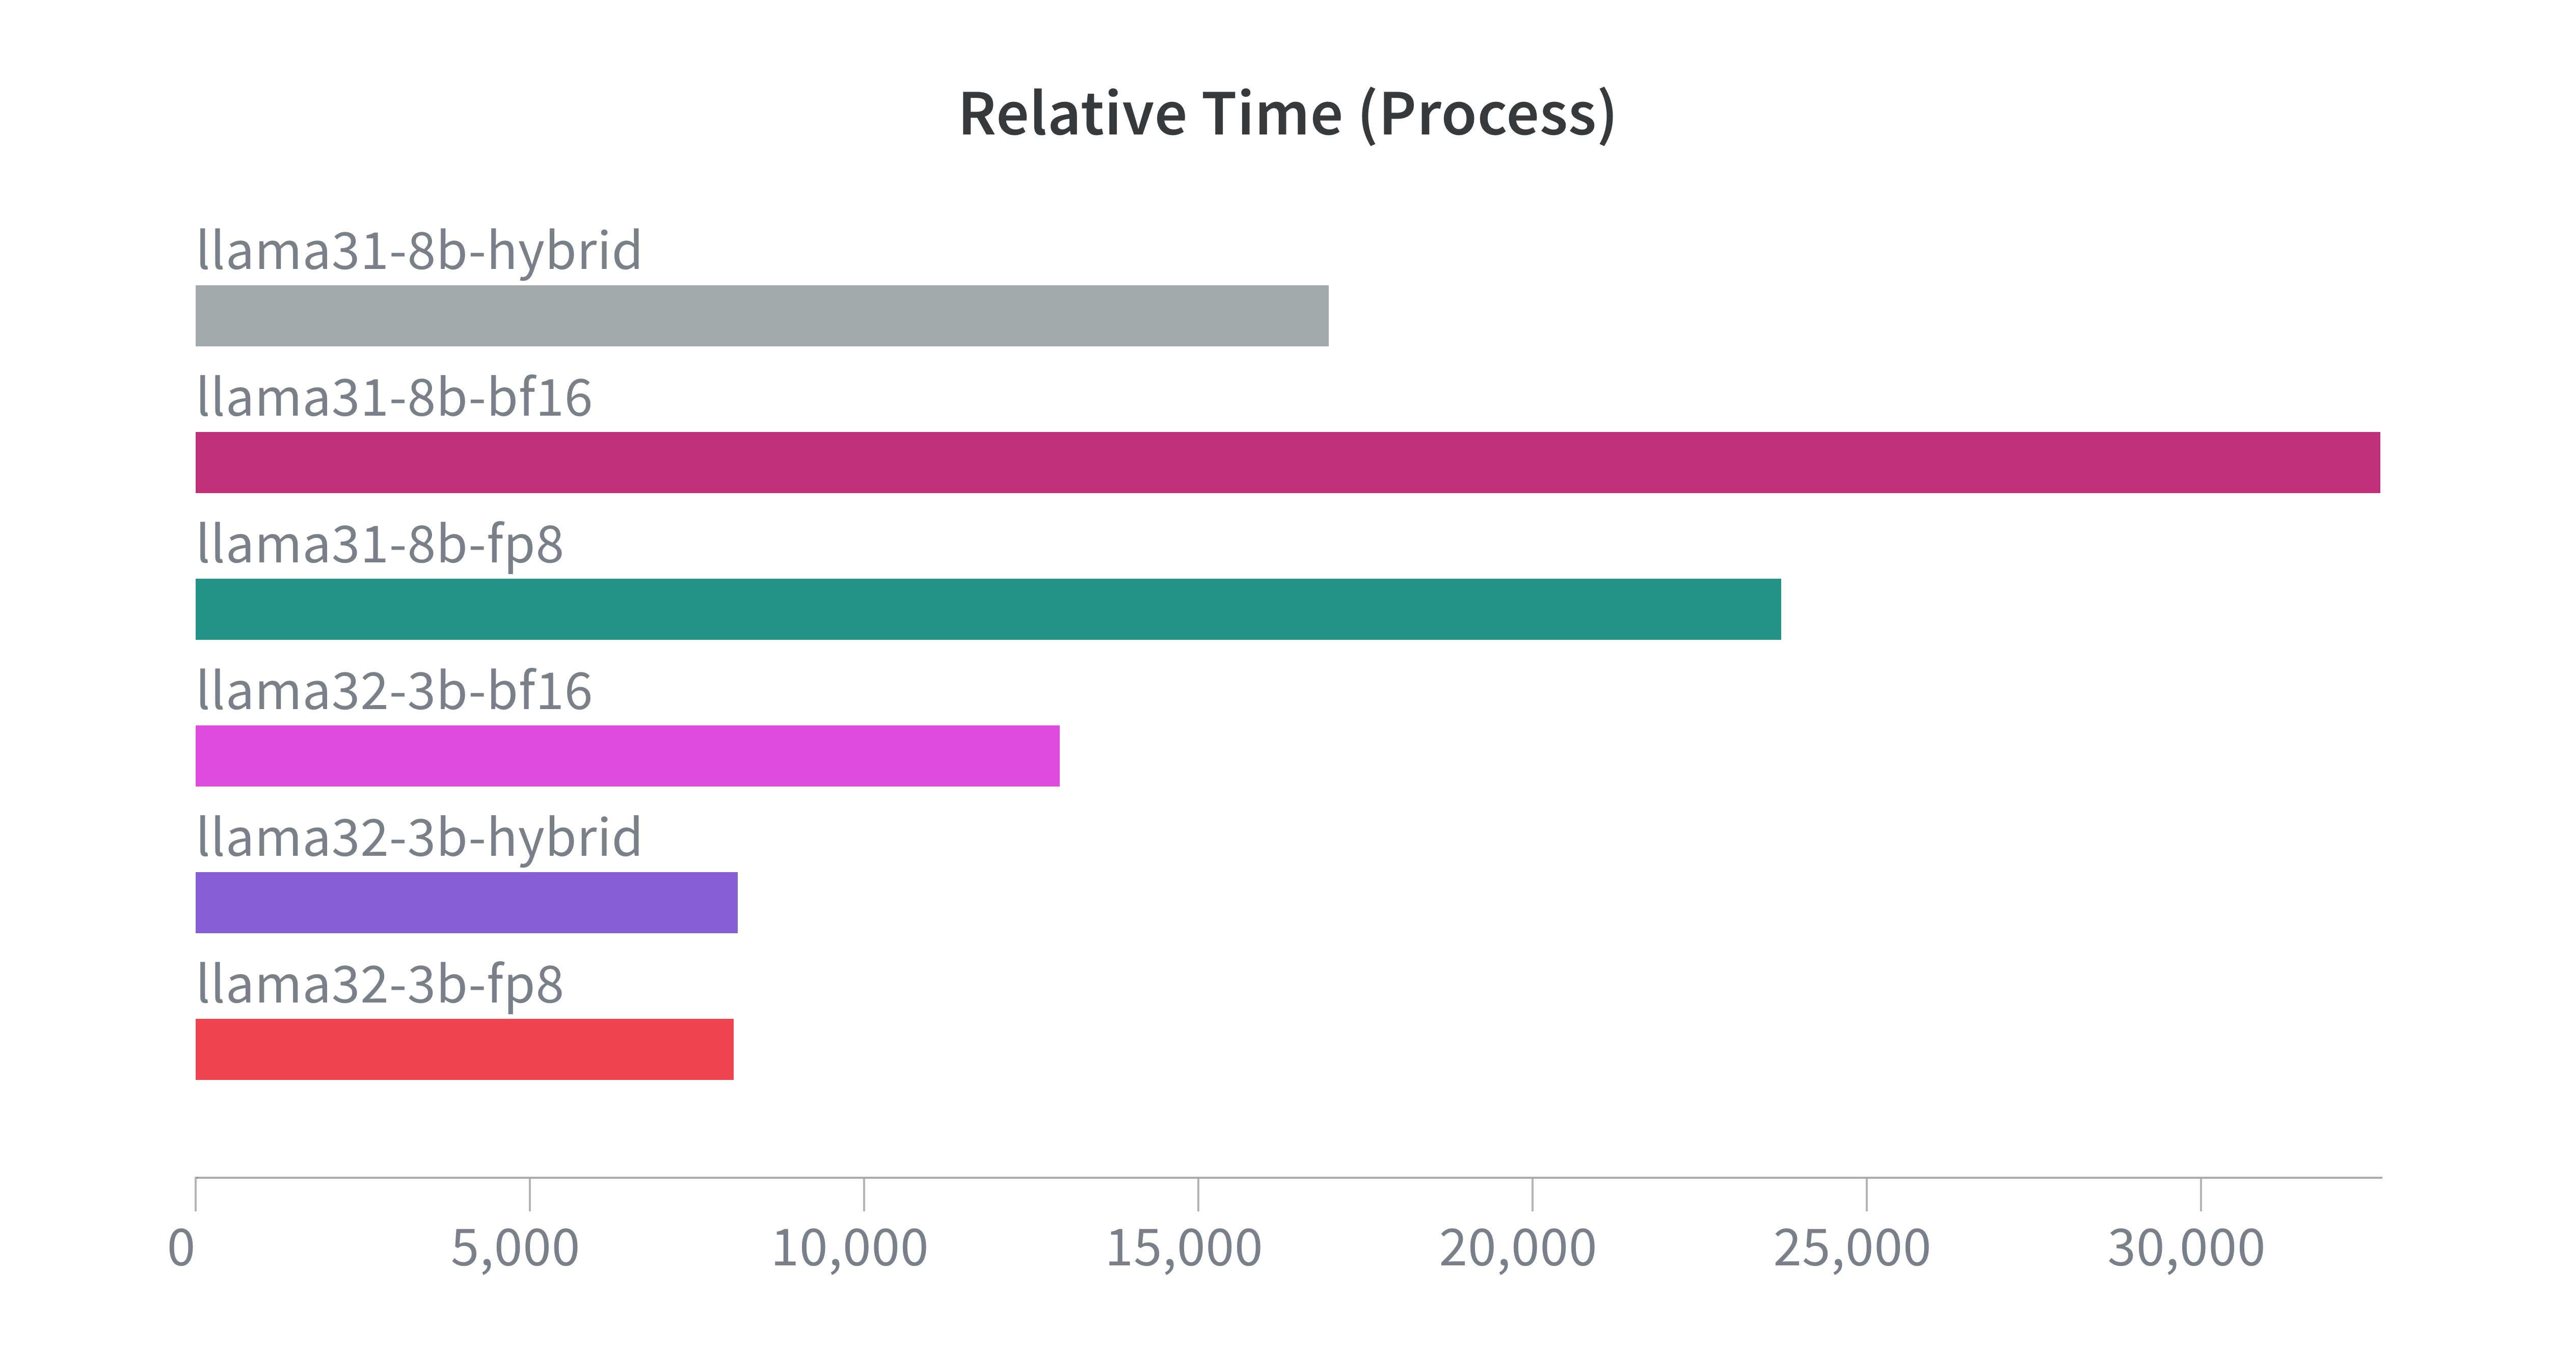 Relative Time (Process)
llama31-8b-hybrid
llama31-8b-bf16
llama31-8b-fp8
llama32-3b-bf16
llama32-3b-hybrid
llama32-3b-fp8
0 5,000 10,000 15,000 20,000 25,000 30,000